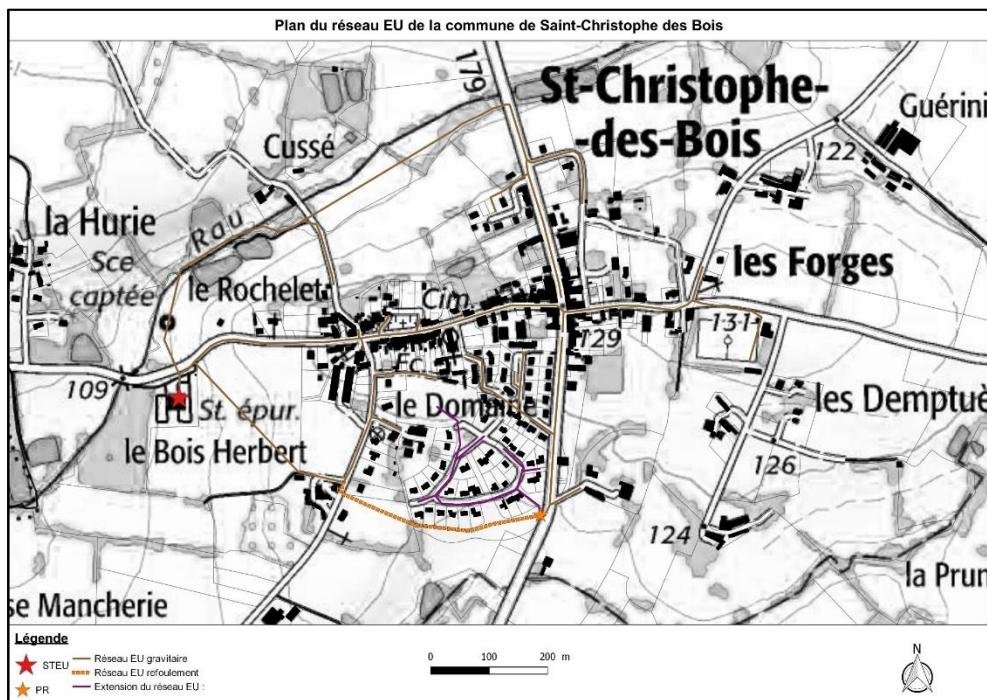 Plan du réseau EU de la commune de Saint-Christophe des Bois
1779
St-Christophe-
-des-Bois
Guérini
Cussé
122
la Hurie
Rau
Sce
captée
le Rochelet
Cim.
les Forges
129
131
109
St. épur.
le Domaine
les Demptuè
le Bois Herbert
126
124
la Prun
se Mancherie
Légende
STEU
Réseau EU gravitaire
Réseau EU refoulement
PR
Extension du réseau EU :
0 100 200 m
N